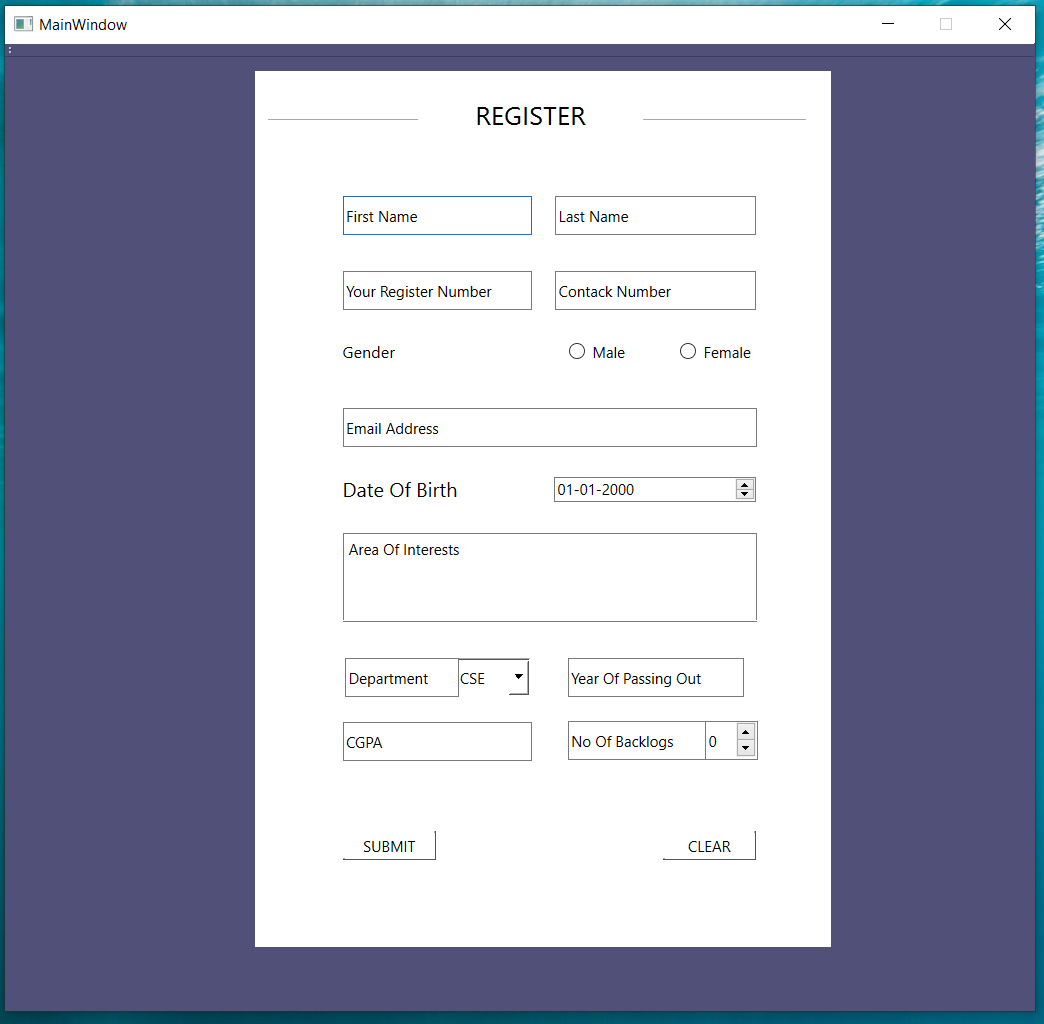 MainWindow
REGISTER
First Name Last Name
Your Register Number Contack Number
Gender Male Female
Email Address
Date Of Birth 01-01-2000
Area Of Interests
Department CSE Year Of Passing Out
CGPA No Of Backlogs 0
SUBMIT CLEAR